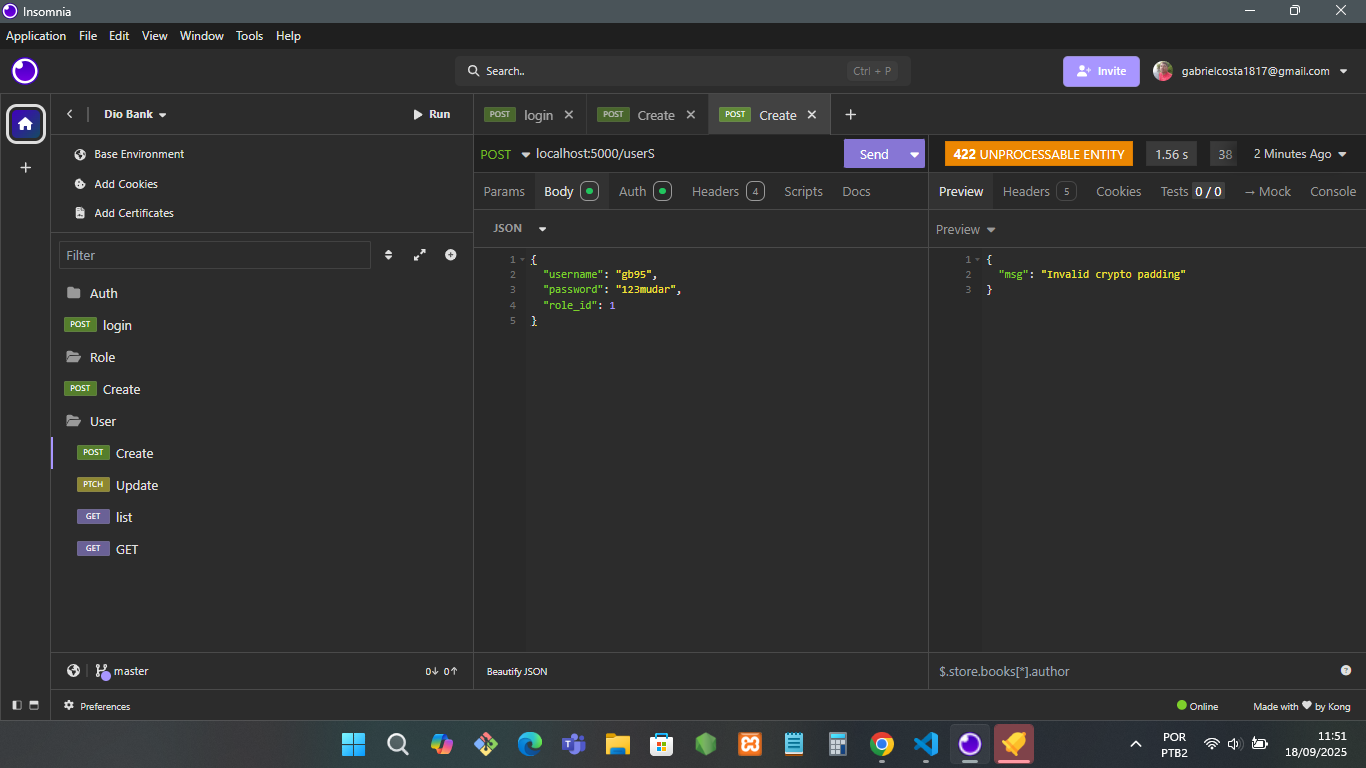 Insomnia
Application File Edit View Window Tools Help
Search.. Ctrl + P
Invite
gabrielcosta1817@gmail.com
Dio Bank
Run
Base Environment
Add Cookies
Add Certificates
Filter
Auth
POST login
Role
POST Create
User
POST Create
PTCH Update
GET list
GET GET
master
0↓ 0↑
Preferences
POST login
POST Create
POST Create
POST localhost:5000/userS
Send
Params Body Auth Headers 4 Scripts Docs
JSON
1 {
2 "username": "gb95",
3 "password": "123mudar",
4 "role_id": 1
5 }
Beautify JSON
422 UNPROCESSABLE ENTITY 1.56 s 38 2 Minutes Ago
Preview Headers 5 Cookies Tests 0 / 0 → Mock Console
Preview
1 {
2 "msg": "Invalid crypto padding"
3 }
$.store.books[*].author
Online
Made with ♥ by Kong
POR
PTB2
11:51
18/09/2025